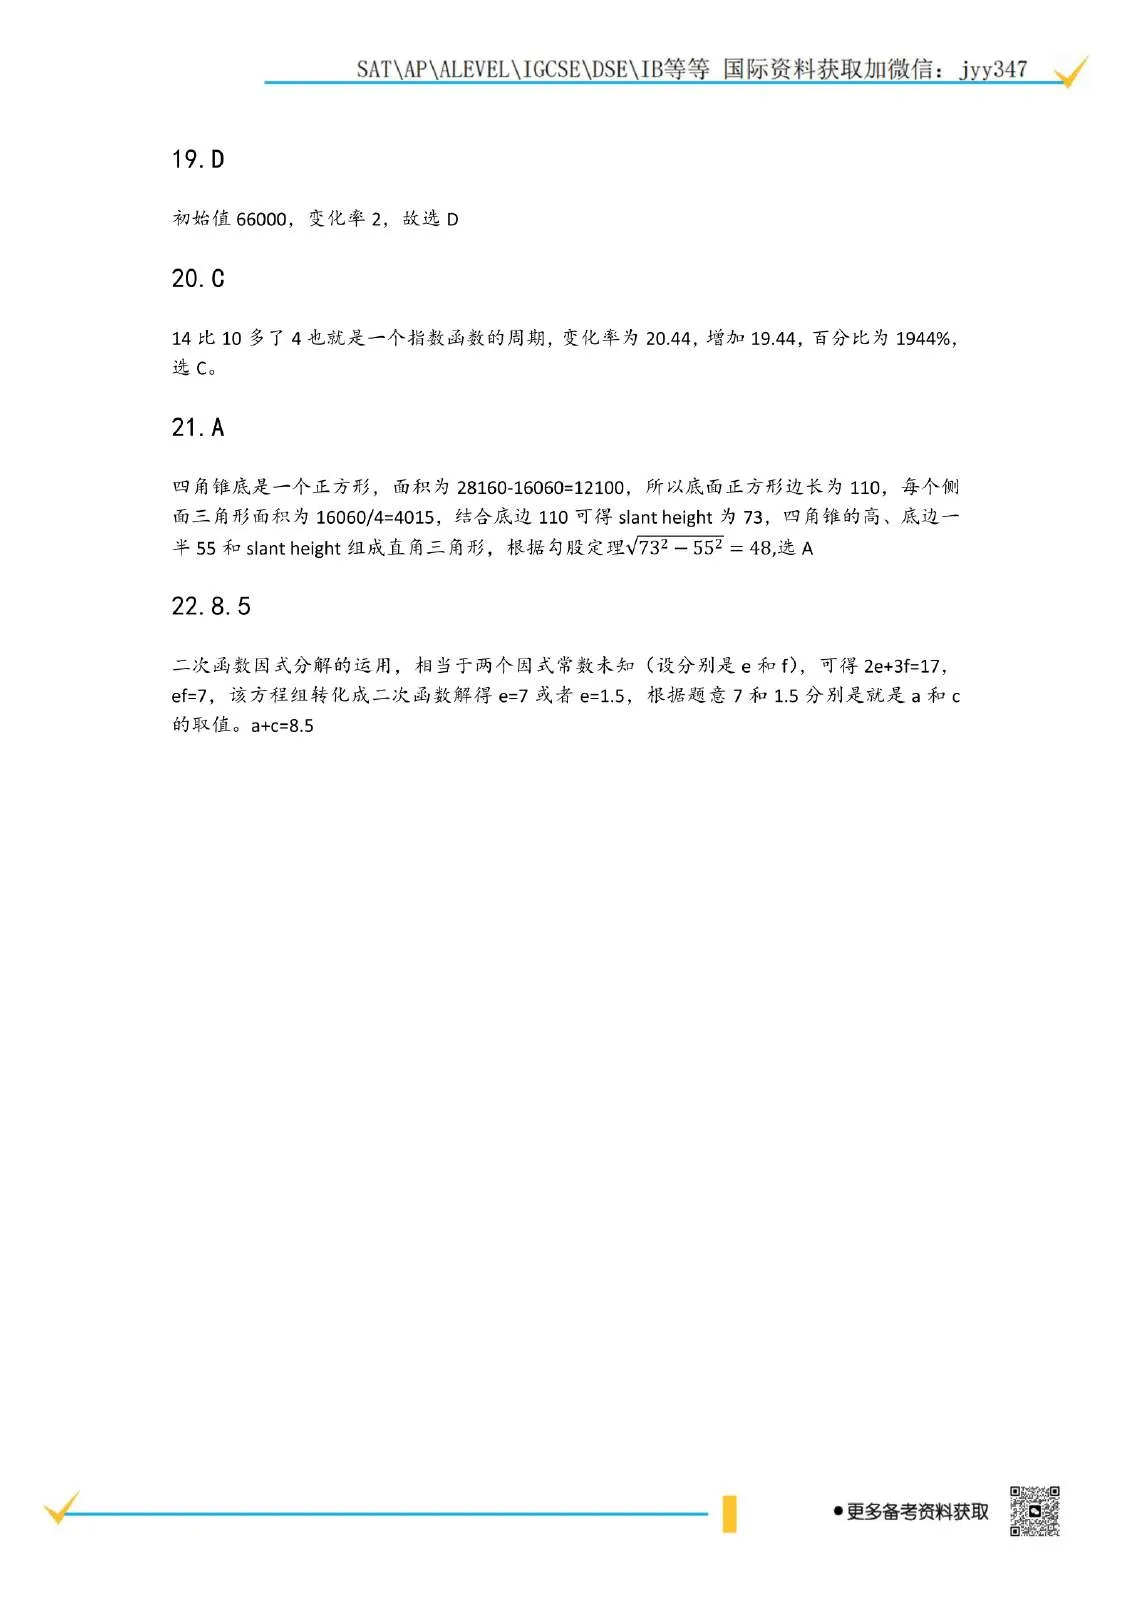 SAT\AP\ALEVEL\IGCSE\DSE\IB等等 国际资料获取加微信：jyy347
19.D
初始值 66000，变化率 2，故选 D
20.C
14 比 10 多了 4 也就是一个指数函数的周期，变化率为 20.44，增加 19.44，百分比为 1944%，
选 C。
21.A
四角锥底是一个正方形，面积为 28160-16060=12100，所以底面正方形边长为 110，每个侧
面三角形面积为 16060/4=4015，结合底边 110 可得 slant height 为 73，四角锥的高、底边一
半 55 和 slant height 组成直角三角形，根据勾股定理√73² − 55² = 48,选 A
22.8.5
二次函数因式分解的运用，相当于两个因式常数未知（设分别是 e 和 f），可得 2e+3f=17，
ef=7，该方程组转化成二次函数解得 e=7 或者 e=1.5，根据题意 7 和 1.5 分别是就是 a 和 c
的取值。a+c=8.5
●更多备考资料获取